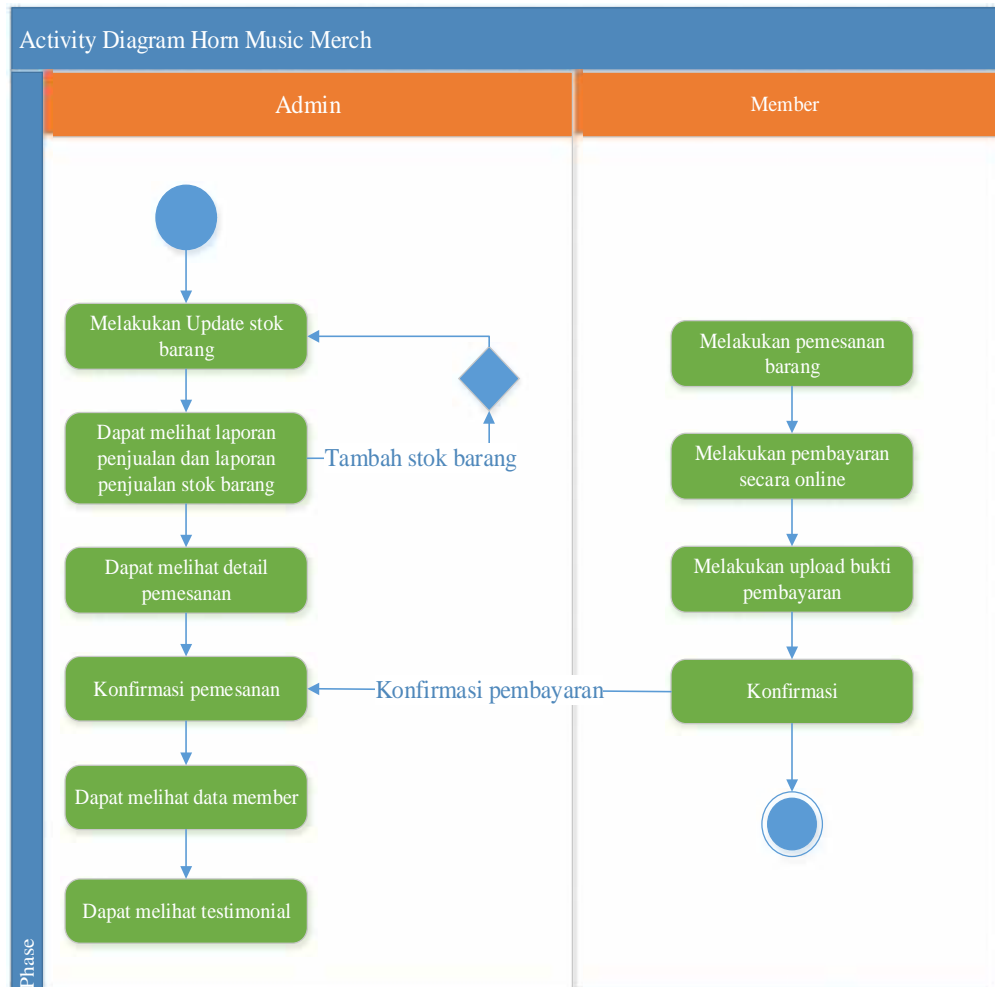 Activity Diagram Horn Music Merch
Admin
Member
Melakukan Update stok
barang
Dapat melihat laporan
penjualan dan laporan
penjualan stok barang
Tambah stok barang
Dapat melihat detail
pemesanan
Konfirmasi pemesanan
Konfirmasi pembayaran
Dapat melihat data member
Dapat melihat testimonial
Melakukan pemesanan
barang
Melakukan pembayaran
secara online
Melakukan upload bukti
pembayaran
Konfirmasi
Phase